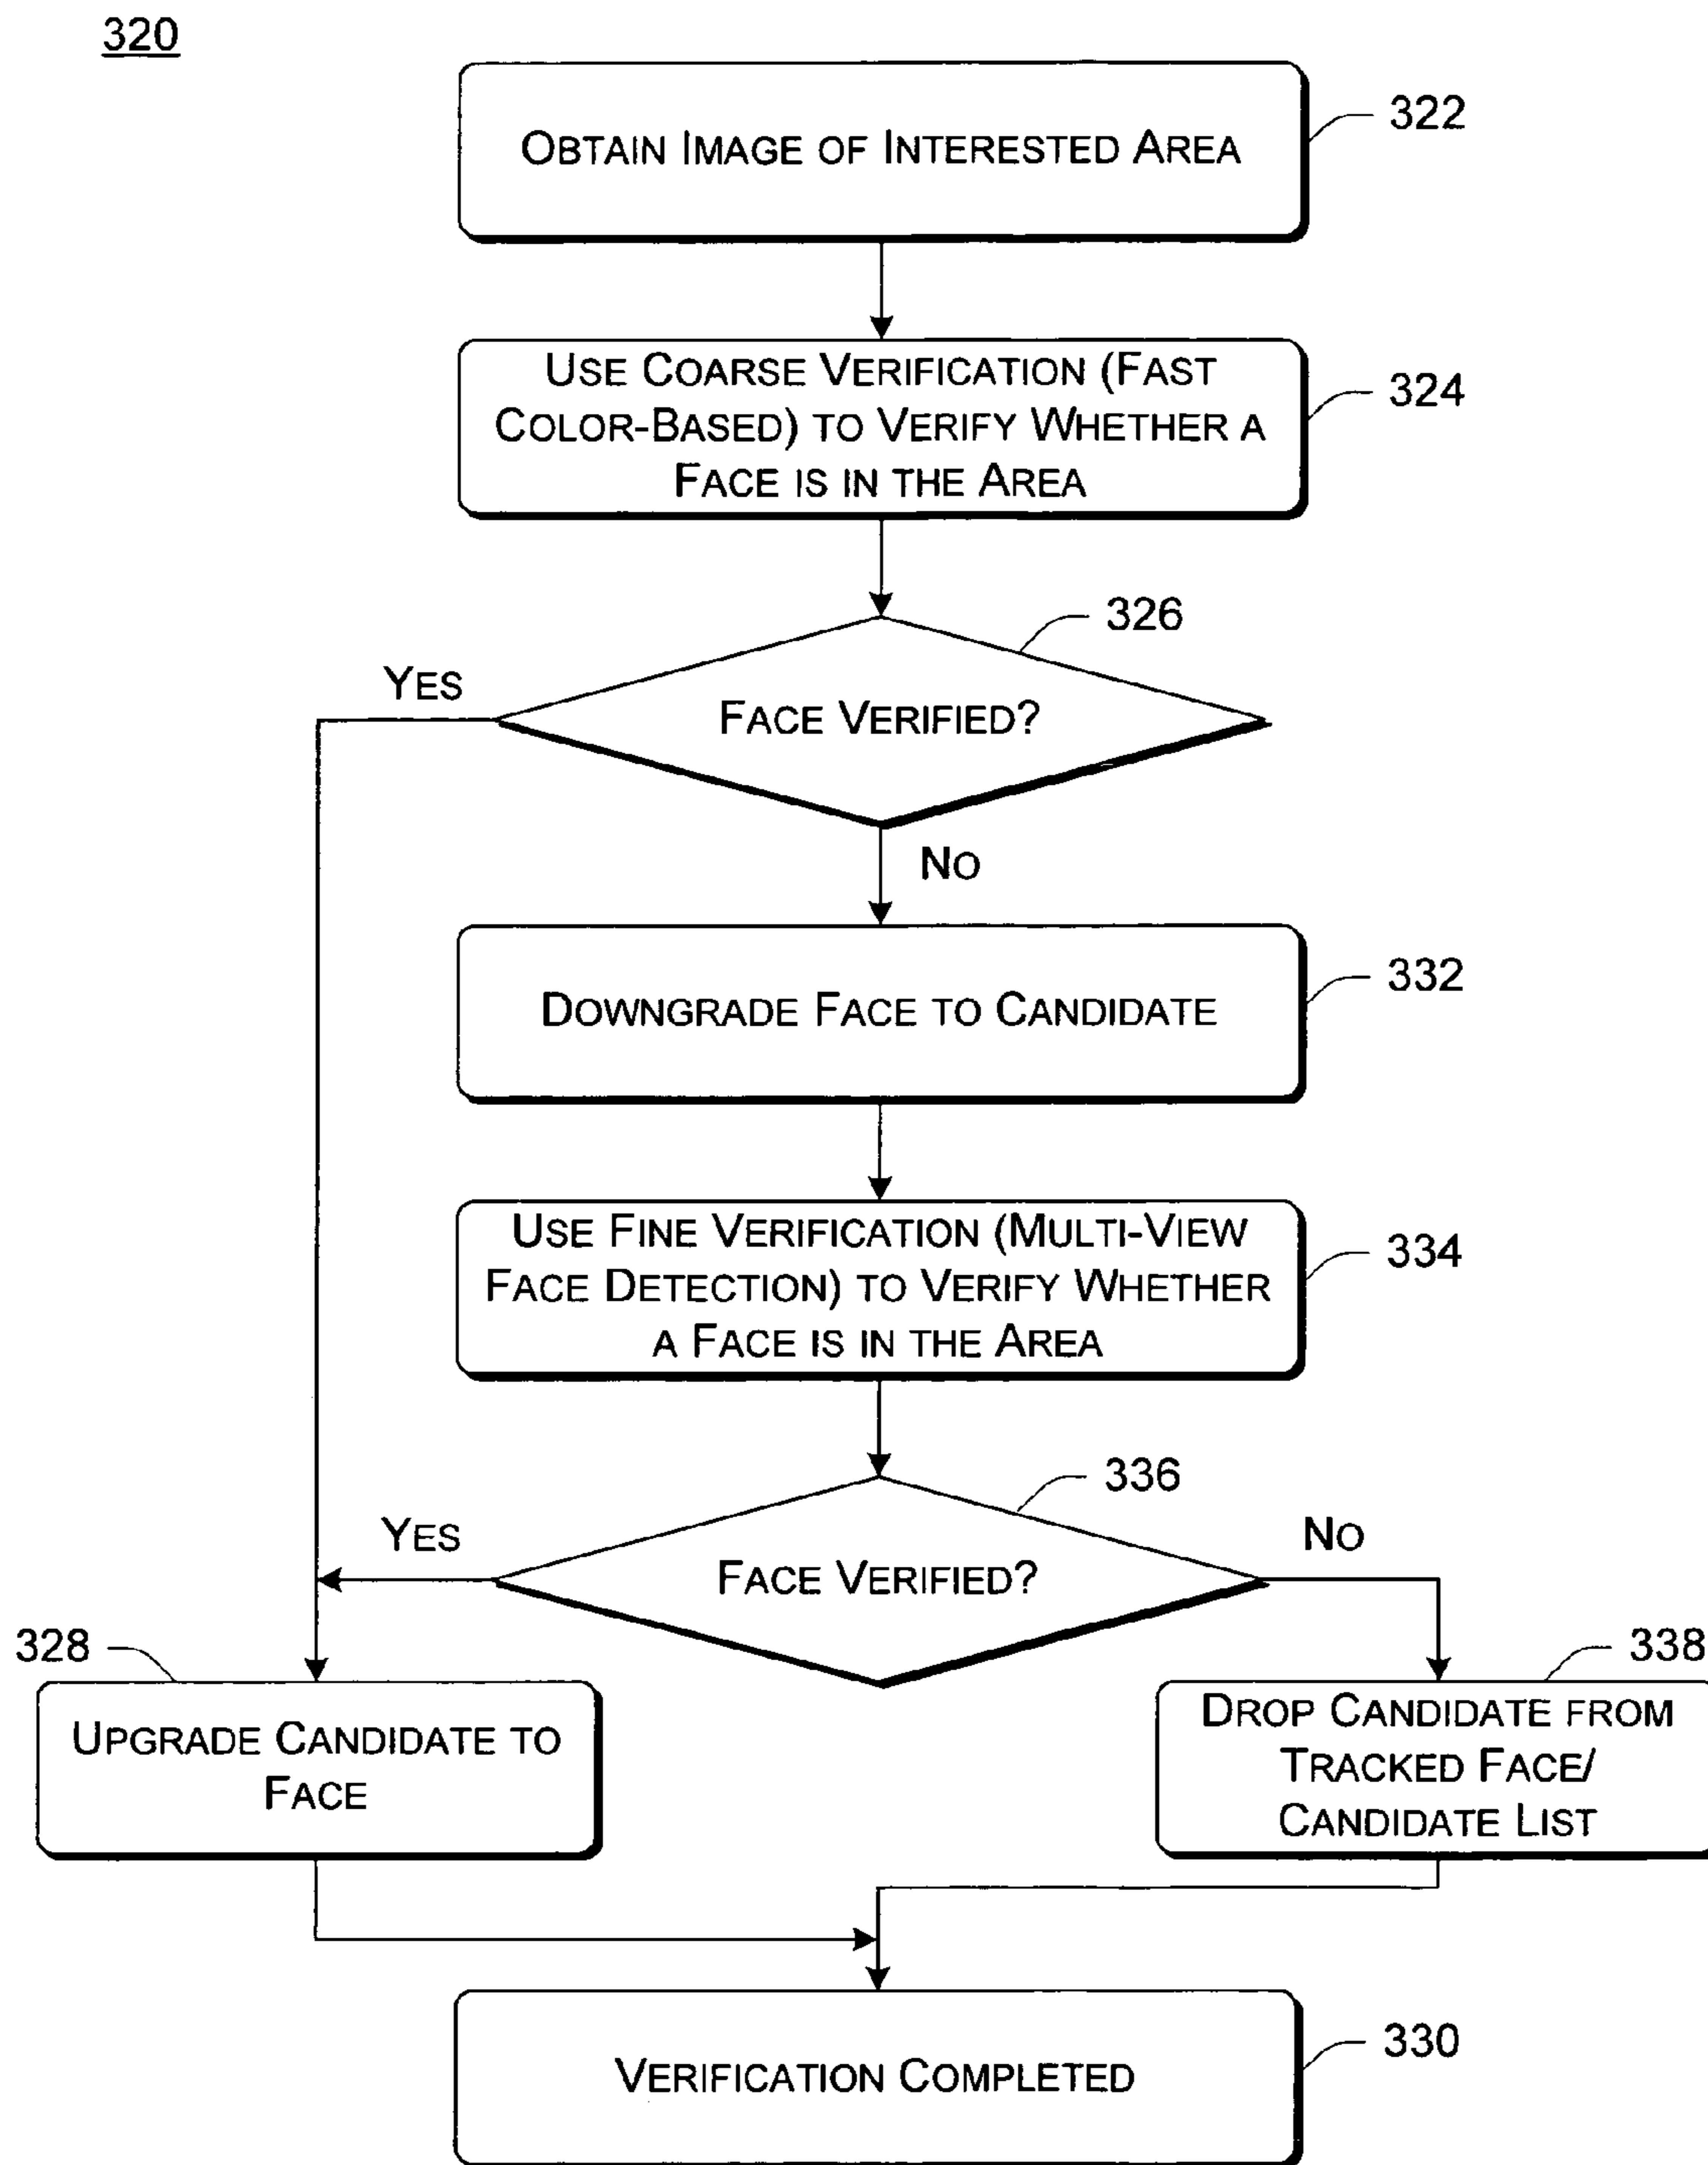 320
OBTAIN IMAGE OF INTERESTED AREA
322
USE COARSE VERIFICATION (FAST
COLOR-BASED) TO VERIFY WHETHER A
FACE IS IN THE AREA
324
326
YES
FACE VERIFIED?
NO
DOWNGRADE FACE TO CANDIDATE
332
USE FINE VERIFICATION (MULTI-VIEW
FACE DETECTION) TO VERIFY WHETHER
A FACE IS IN THE AREA
334
336
YES
FACE VERIFIED?
NO
328
UPGRADE CANDIDATE TO
FACE
338
DROP CANDIDATE FROM
TRACKED FACE/
CANDIDATE LIST
VERIFICATION COMPLETED
330